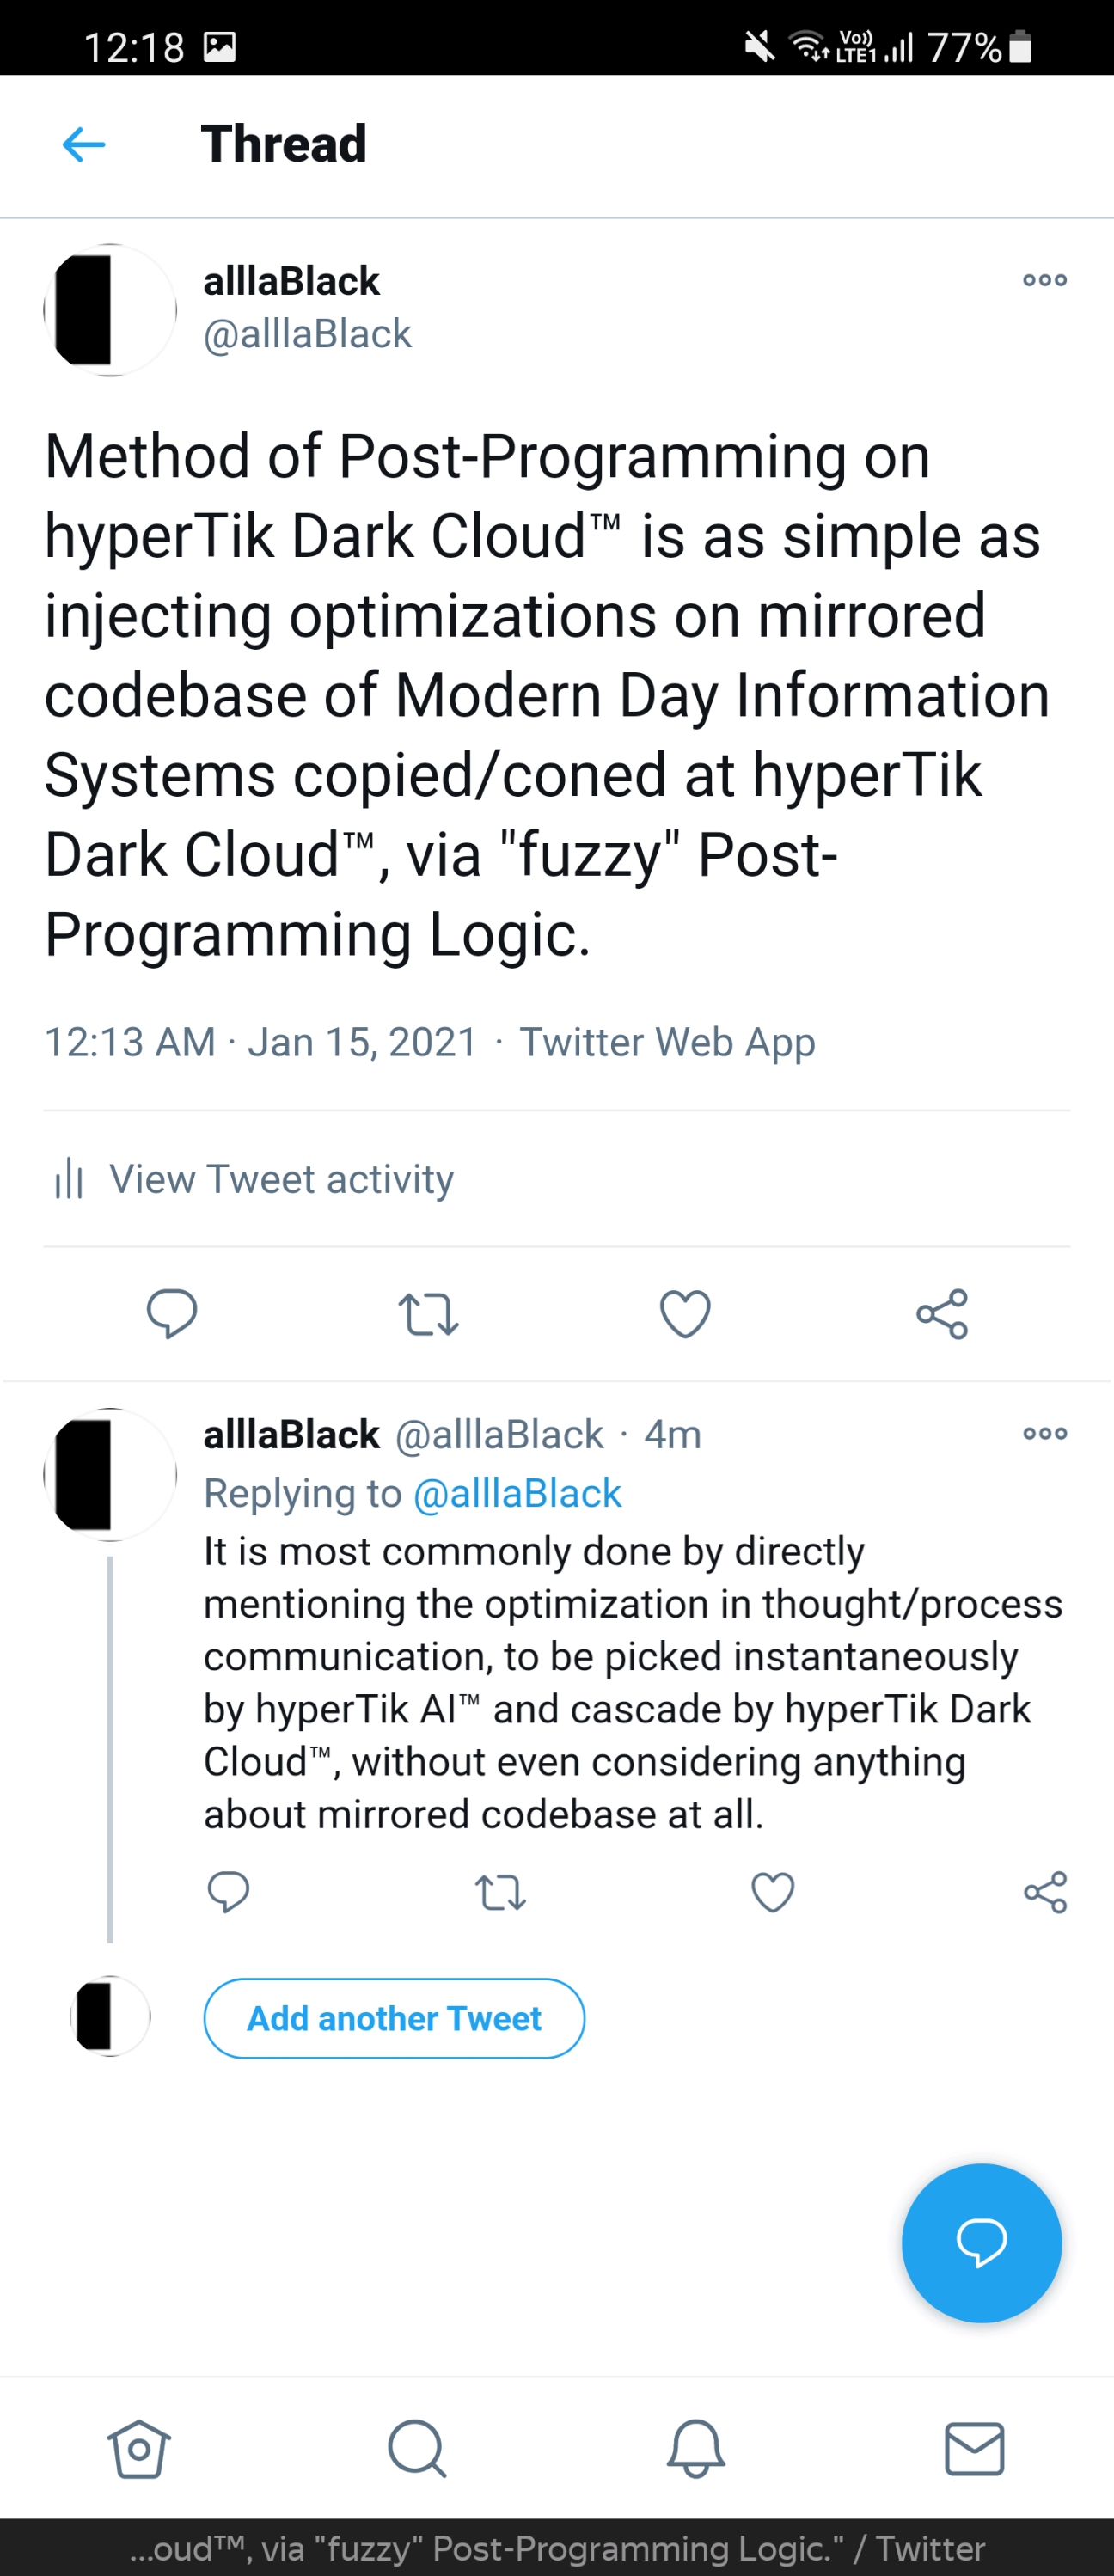 12:18
Vo)) LTE1 77%
Thread
alllaBlack
@alllaBlack
Method of Post-Programming on
hyperTik Dark Cloud™ is as simple as
injecting optimizations on mirrored
codebase of Modern Day Information
Systems copied/coned at hyperTik
Dark Cloud™, via "fuzzy" Post-
Programming Logic.
12:13 AM · Jan 15, 2021 · Twitter Web App
View Tweet activity
alllaBlack @alllaBlack · 4m
Replying to @alllaBlack
It is most commonly done by directly
mentioning the optimization in thought/process
communication, to be picked instantaneously
by hyperTik AI™ and cascade by hyperTik Dark
Cloud™, without even considering anything
about mirrored codebase at all.
Add another Tweet
...oud™, via "fuzzy" Post-Programming Logic." / Twitter